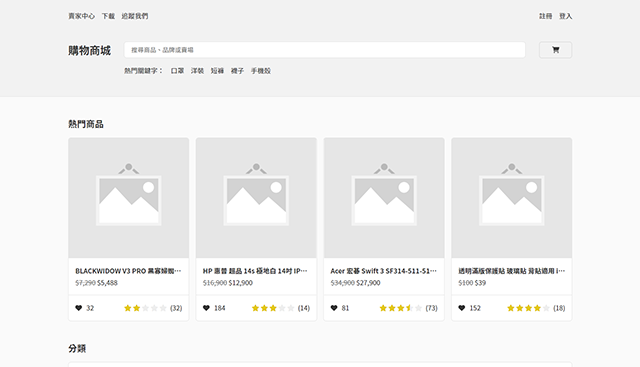 賣家中心 下載 追蹤我們
註冊 登入
購物商城
搜尋商品、品牌或賣場
熱門關鍵字： 口罩 洋裝 短褲 襪子 手機殼
熱門商品
BLACKWIDOW V3 PRO 黑寡婦蜘…
$7,290 $5,488
32 (32)
HP 惠普 超品 14s 極地白 14吋 IP…
$16,900 $12,900
184 (14)
Acer 宏碁 Swift 3 SF314-511-51…
$34,900 $27,900
81 (73)
透明滿版保護貼 玻璃貼 背貼適用 i…
$100 $39
152 (18)
分類